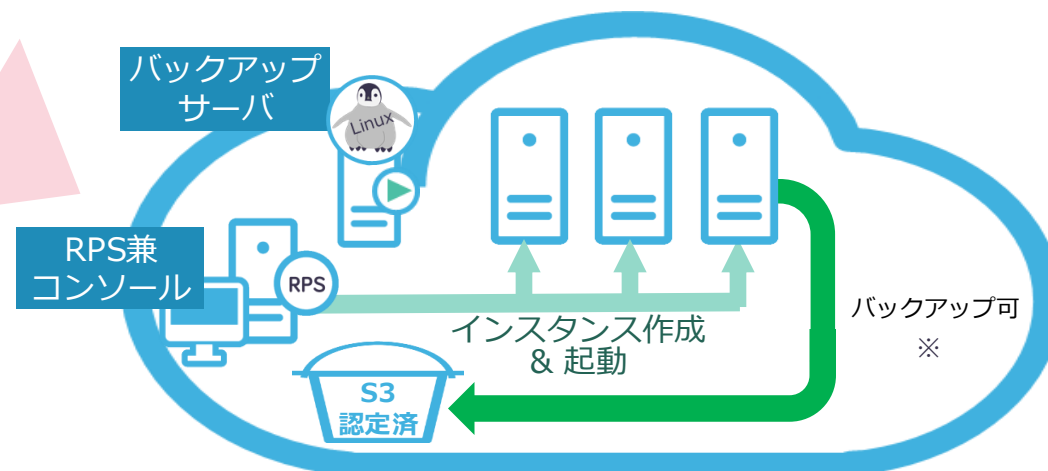 バックアップ
サーバ
Linux
RPS兼
コンソール
RPS
インスタンス作成
& 起動
バックアップ可
※
S3
認定済